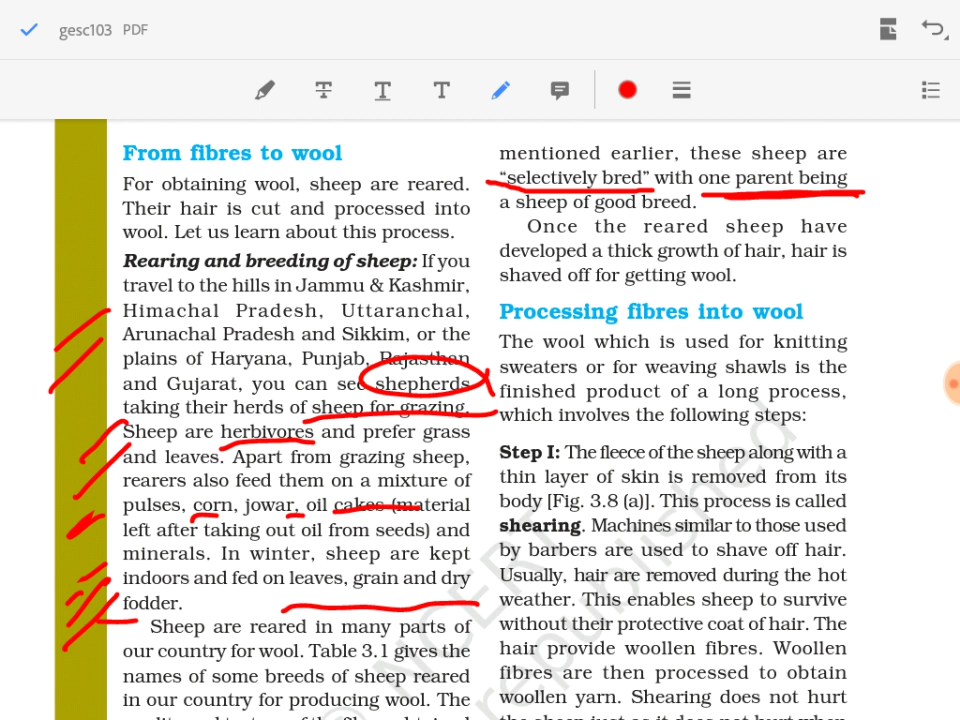 gesc103 PDF
From fibres to wool
For obtaining wool, sheep are reared.
Their hair is cut and processed into
wool. Let us learn about this process.
Rearing and breeding of sheep: If you
travel to the hills in Jammu & Kashmir,
Himachal Pradesh, Uttaranchal,
Arunachal Pradesh and Sikkim, or the
plains of Haryana, Punjab, Rajasthan
and Gujarat, you can see shepherds
taking their herds of sheep for grazing.
Sheep are herbivores and prefer grass
and leaves. Apart from grazing sheep,
rearers also feed them on a mixture of
pulses, corn, jowar, oil cakes (material
left after taking out oil from seeds) and
minerals. In winter, sheep are kept
indoors and fed on leaves, grain and dry
fodder.
Sheep are reared in many parts of
our country for wool. Table 3.1 gives the
names of some breeds of sheep reared
in our country for producing wool. The
mentioned earlier, these sheep are
“selectively bred” with one parent being
a sheep of good breed.
Once the reared sheep have
developed a thick growth of hair, hair is
shaved off for getting wool.
Processing fibres into wool
The wool which is used for knitting
sweaters or for weaving shawls is the
finished product of a long process,
which involves the following steps:
Step I: The fleece of the sheep along with a
thin layer of skin is removed from its
body [Fig. 3.8 (a)]. This process is called
shearing. Machines similar to those used
by barbers are used to shave off hair.
Usually, hair are removed during the hot
weather. This enables sheep to survive
without their protective coat of hair. The
hair provide woollen fibres. Woollen
fibres are then processed to obtain
woollen yarn. Shearing does not hurt
© NCERT
republished